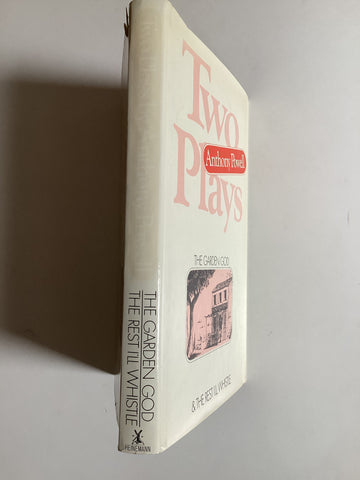 Two
Anthony Powell
Plays
THE GARDEN GOD
& THE REST I'LL WHISTLE
THE GARDEN GOD
THE REST I'LL WHISTLE
HEINEMANN